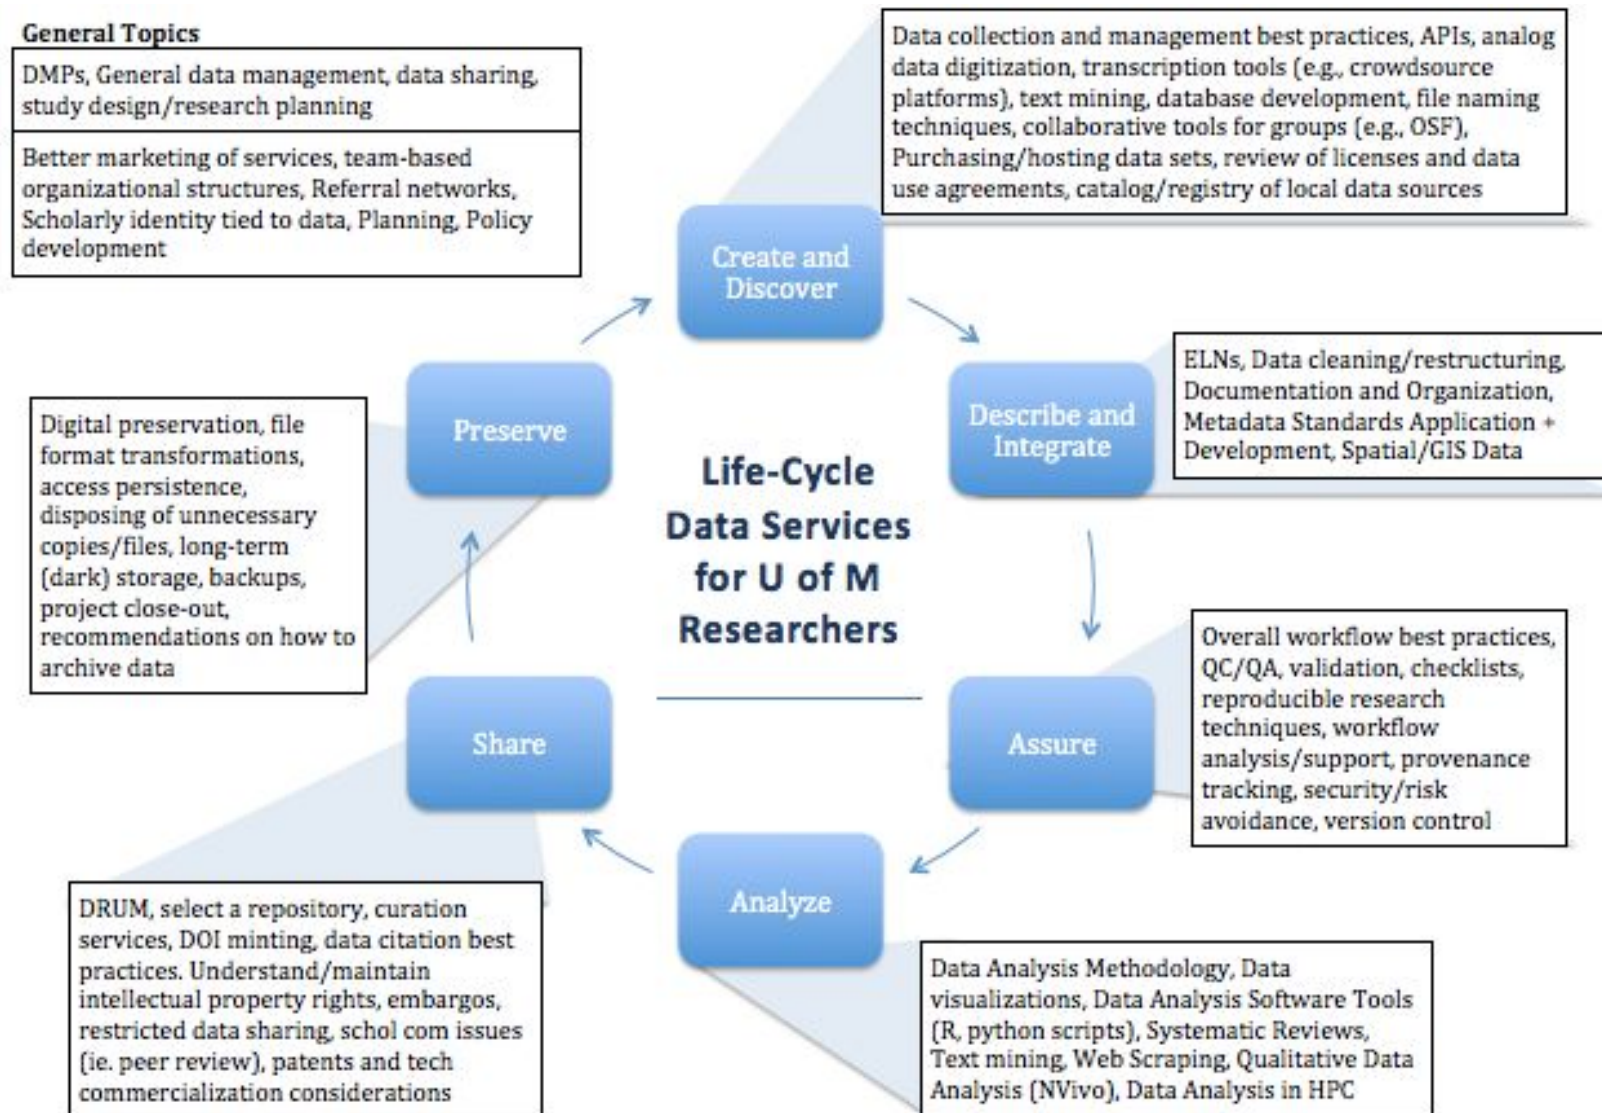 General Topics
DMPs, General data management, data sharing,
study design/research planning
Better marketing of services, team-based
organizational structures, Referral networks,
Scholarly identity tied to data, Planning, Policy
development
Data collection and management best practices, APIs, analog
data digitization, transcription tools (e.g., crowdsource
platforms), text mining, database development, file naming
techniques, collaborative tools for groups (e.g., OSF),
Purchasing/hosting data sets, review of licenses and data
use agreements, catalog/registry of local data sources
Create and
Discover
ELNs, Data cleaning/restructuring,
Documentation and Organization,
Metadata Standards Application +
Development, Spatial/GIS Data
Describe and
Integrate
Preserve
Digital preservation, file
format transformations,
access persistence,
disposing of unnecessary
copies/files, long-term
(dark) storage, backups,
project close-out,
recommendations on how to
archive data
Life-Cycle
Data Services
for U of M
Researchers
Overall workflow best practices,
QC/QA, validation, checklists,
reproducible research
techniques, workflow
analysis/support, provenance
tracking, security/risk
avoidance, version control
Assure
Share
Analyze
DRUM, select a repository, curation
services, DOI minting, data citation best
practices. Understand/maintain
intellectual property rights, embargos,
restricted data sharing, schol com issues
(ie. peer review), patents and tech
commercialization considerations
Data Analysis Methodology, Data
visualizations, Data Analysis Software Tools
(R, python scripts), Systematic Reviews,
Text mining, Web Scraping, Qualitative Data
Analysis (NVivo), Data Analysis in HPC